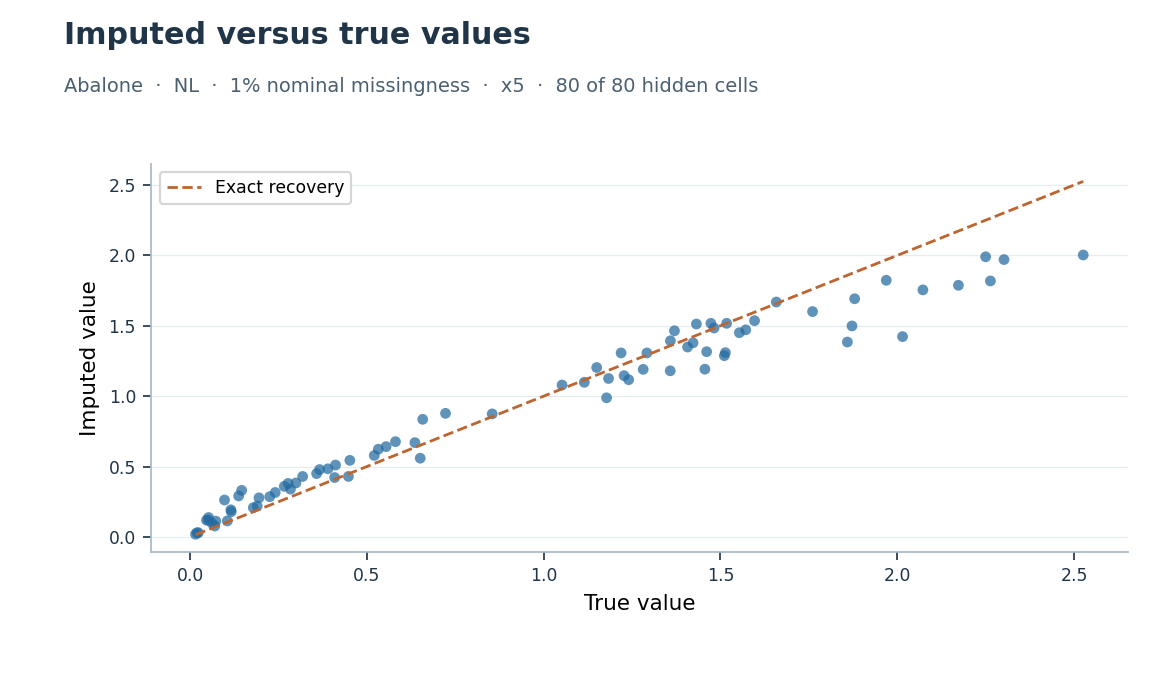 Imputed versus true values
Abalone · NL · 1% nominal missingness · x5 · 80 of 80 hidden cells
Exact recovery
2.5
2.0
1.5
1.0
0.5
0.0
Imputed value
0.0 0.5 1.0 1.5 2.0 2.5
True value